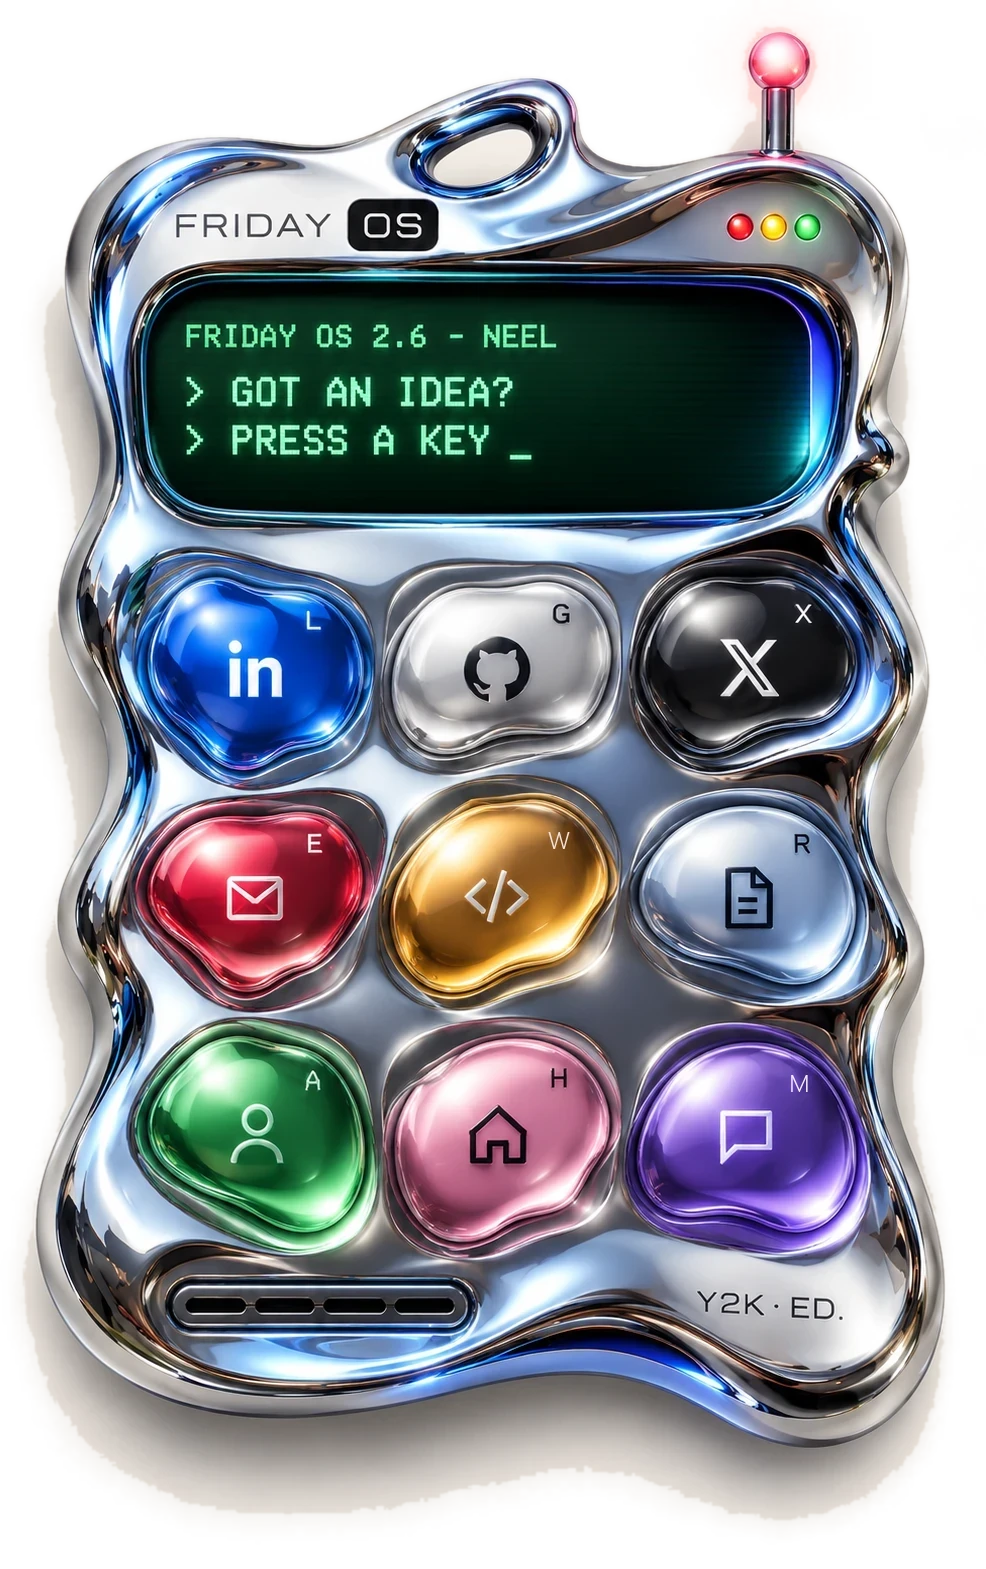 FRIDAY OS
FRIDAY OS 2.6 - NEEL
> GOT AN IDEA?
> PRESS A KEY _
L
in
G
X
X
E
W
</>
R
A
H
M
Y2K · ED.